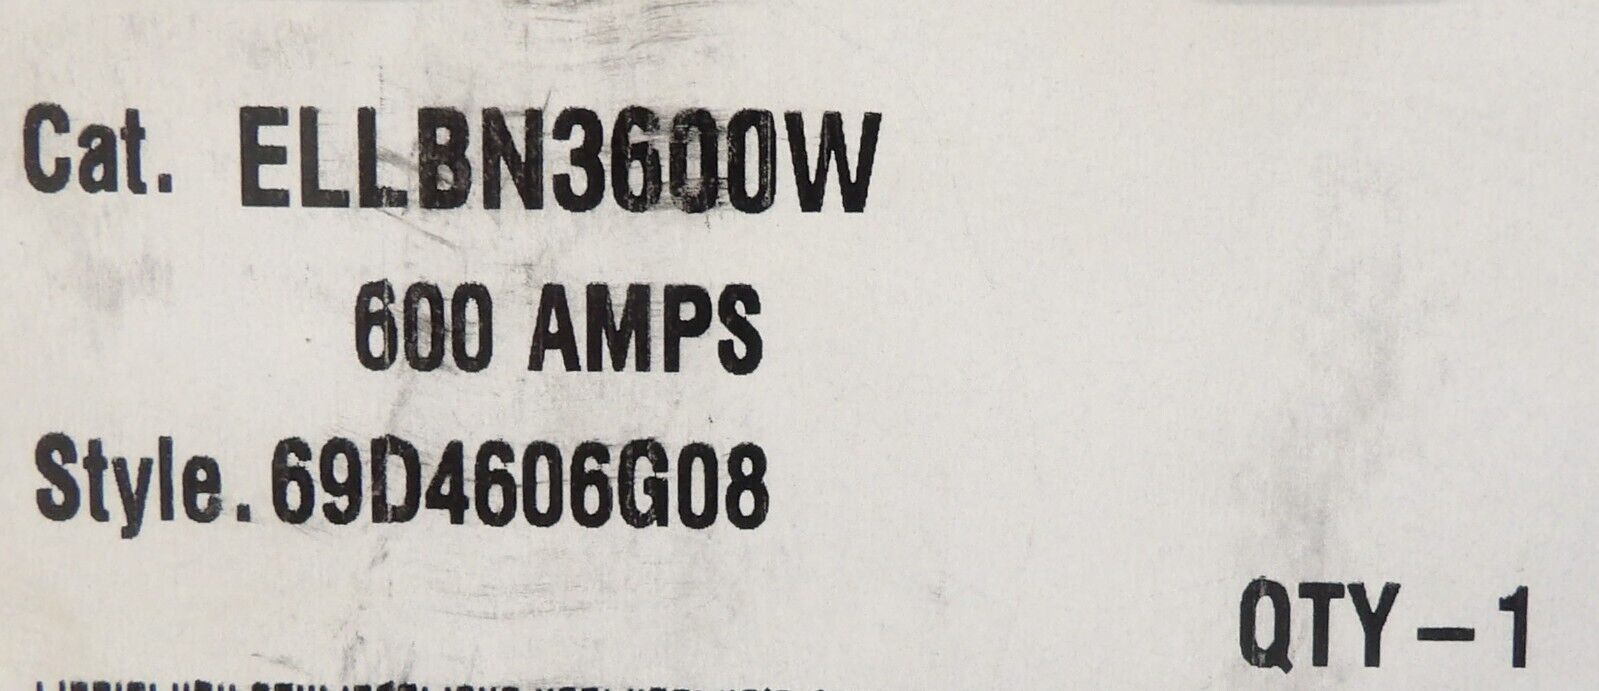 Cat. ELLBN3600W
600 AMPS
Style. 69D4606G08
QTY-1